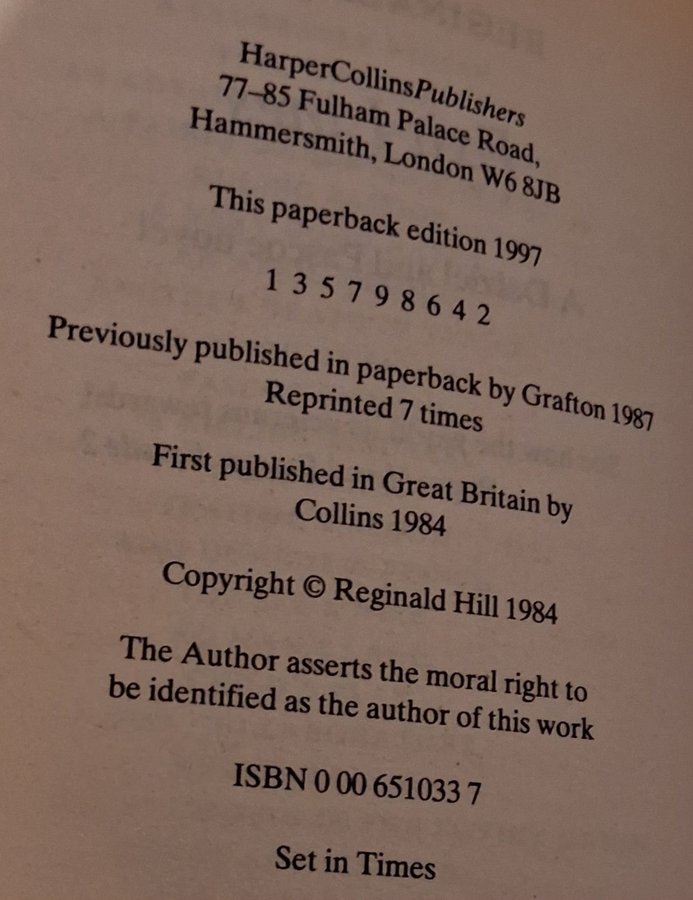 HarperCollinsPublishers
77–85 Fulham Palace Road,
Hammersmith, London W6 8JB
This paperback edition 1997
1 3 5 7 9 8 6 4 2
Previously published in paperback by Grafton 1987
Reprinted 7 times
First published in Great Britain by
Collins 1984
Copyright © Reginald Hill 1984
The Author asserts the moral right to
be identified as the author of this work
ISBN 0 00 651033 7
Set in Times